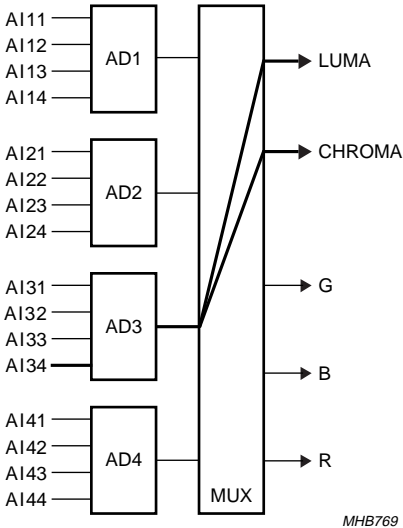 AI11
AI12
AI13
AI14
AD1
LUMA
CHROMA
AI21
AI22
AI23
AI24
AD2
AI31
AI32
AI33
AI34
AD3
G
B
AI41
AI42
AI43
AI44
AD4
R
MUX
MHB769